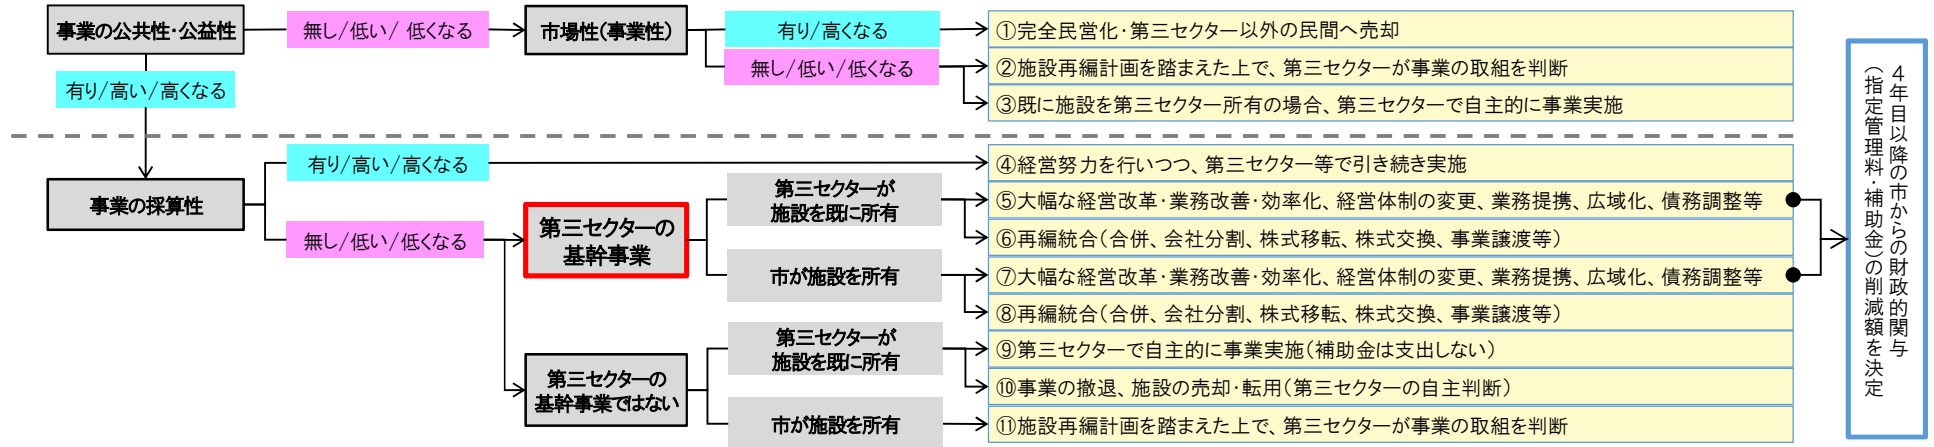 事業の公共性・公益性
無し/低い/ 低くなる
市場性(事業性)
有り/高くなる
①完全民営化・第三セクター以外の民間へ売却
無し/低い/低くなる
②施設再編計画を踏まえた上で、第三セクターが事業の取組を判断
有り/高い/高くなる
③既に施設を第三セクター所有の場合、第三セクターで自主的に事業実施
事業の採算性
有り/高い/高くなる
④経営努力を行いつつ、第三セクター等で引き続き実施
無し/低い/低くなる
第三セクターの
基幹事業
第三セクターが
施設を既に所有
⑤大幅な経営改革・業務改善・効率化、経営体制の変更、業務提携、広域化、債務調整等
⑥再編統合(合併、会社分割、株式移転、株式交換、事業譲渡等)
市が施設を所有
⑦大幅な経営改革・業務改善・効率化、経営体制の変更、業務提携、広域化、債務調整等
⑧再編統合(合併、会社分割、株式移転、株式交換、事業譲渡等)
第三セクターの
基幹事業ではない
第三セクターが
施設を既に所有
⑨第三セクターで自主的に事業実施(補助金は支出しない)
⑩事業の撤退、施設の売却・転用(第三セクターの自主判断)
市が施設を所有
⑪施設再編計画を踏まえた上で、第三セクターが事業の取組を判断
4年目以降の市からの財政的関与
(指定管理料・補助金)の削減額を決定